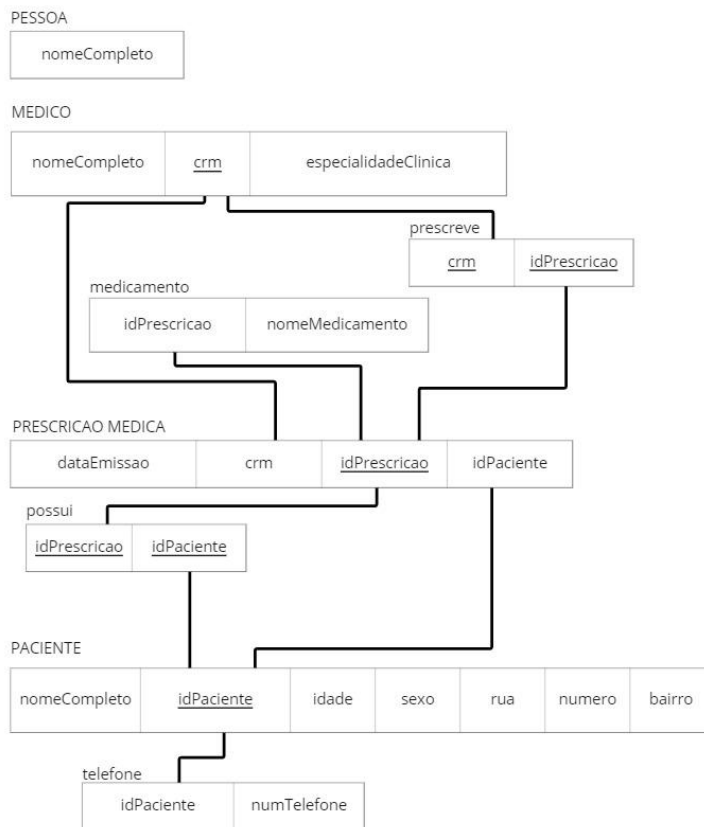 PESSOA
nomeCompleto
MEDICO
nomeCompleto crm especialidadeClinica
prescreve
crm idPrescricao
medicamento
idPrescricao nomeMedicamento
PRESCRICAO MEDICA
dataEmissao crm idPrescricao idPaciente
possui
idPrescricao idPaciente
PACIENTE
nomeCompleto idPaciente idade sexo rua numero bairro
telefone
idPaciente numTelefone